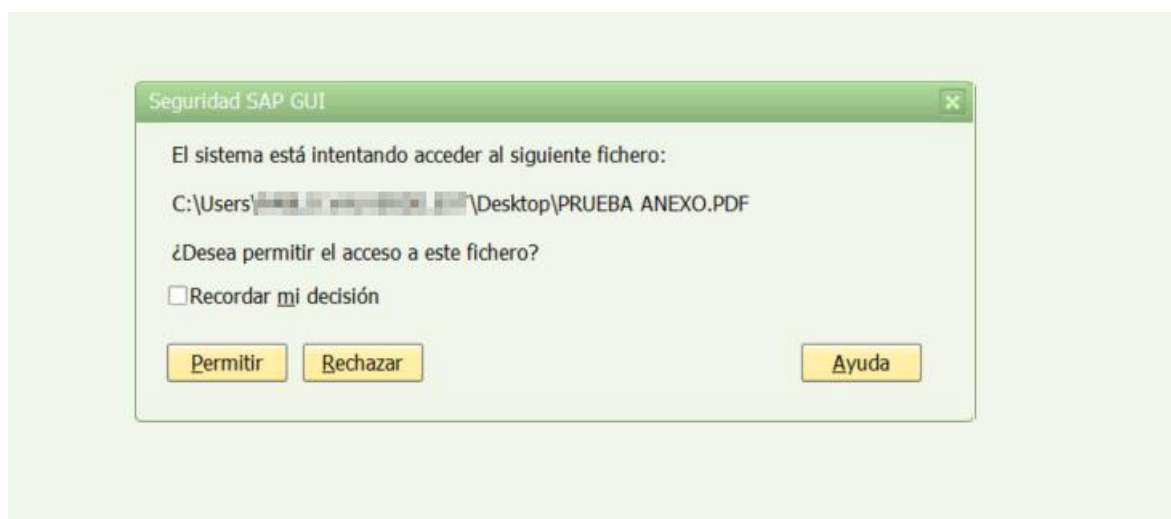 Seguridad SAP GUI
El sistema está intentando acceder al siguiente fichero:
C:\Users\ \Desktop\PRUEBA ANEXO.PDF
¿Desea permitir el acceso a este fichero?
Recordar mi decisión
Permitir Rechazar Ayuda